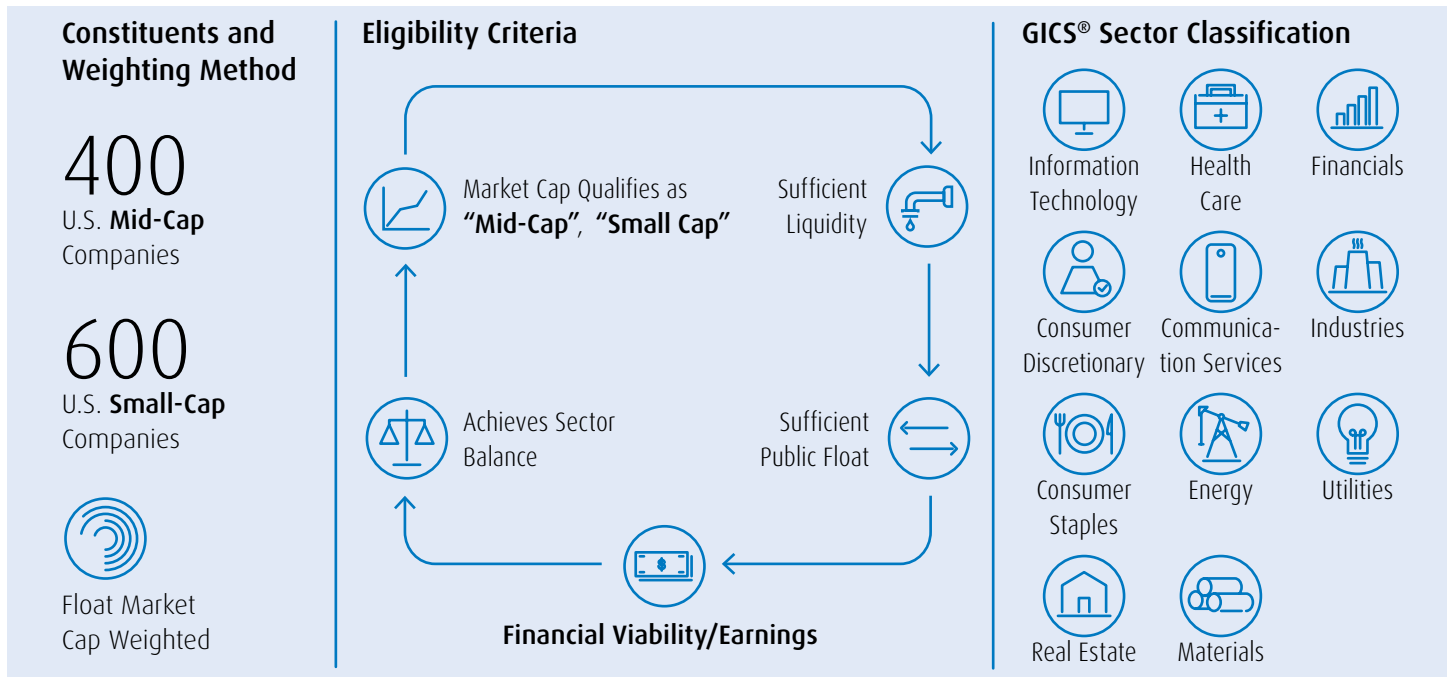 Constituents and
Weighting Method
400
U.S. Mid-Cap
Companies
600
U.S. Small-Cap
Companies
Float Market
Cap Weighted
Eligibility Criteria
Market Cap Qualifies as
“Mid-Cap”, “Small Cap”
Sufficient
Liquidity
Achieves Sector
Balance
Sufficient
Public Float
$
Financial Viability/Earnings
GICS® Sector Classification
Information
Technology
Health
Care
Financials
Consumer
Discretionary
Communica-
tion Services
Industries
Consumer
Staples
Energy
Utilities
Real Estate
Materials